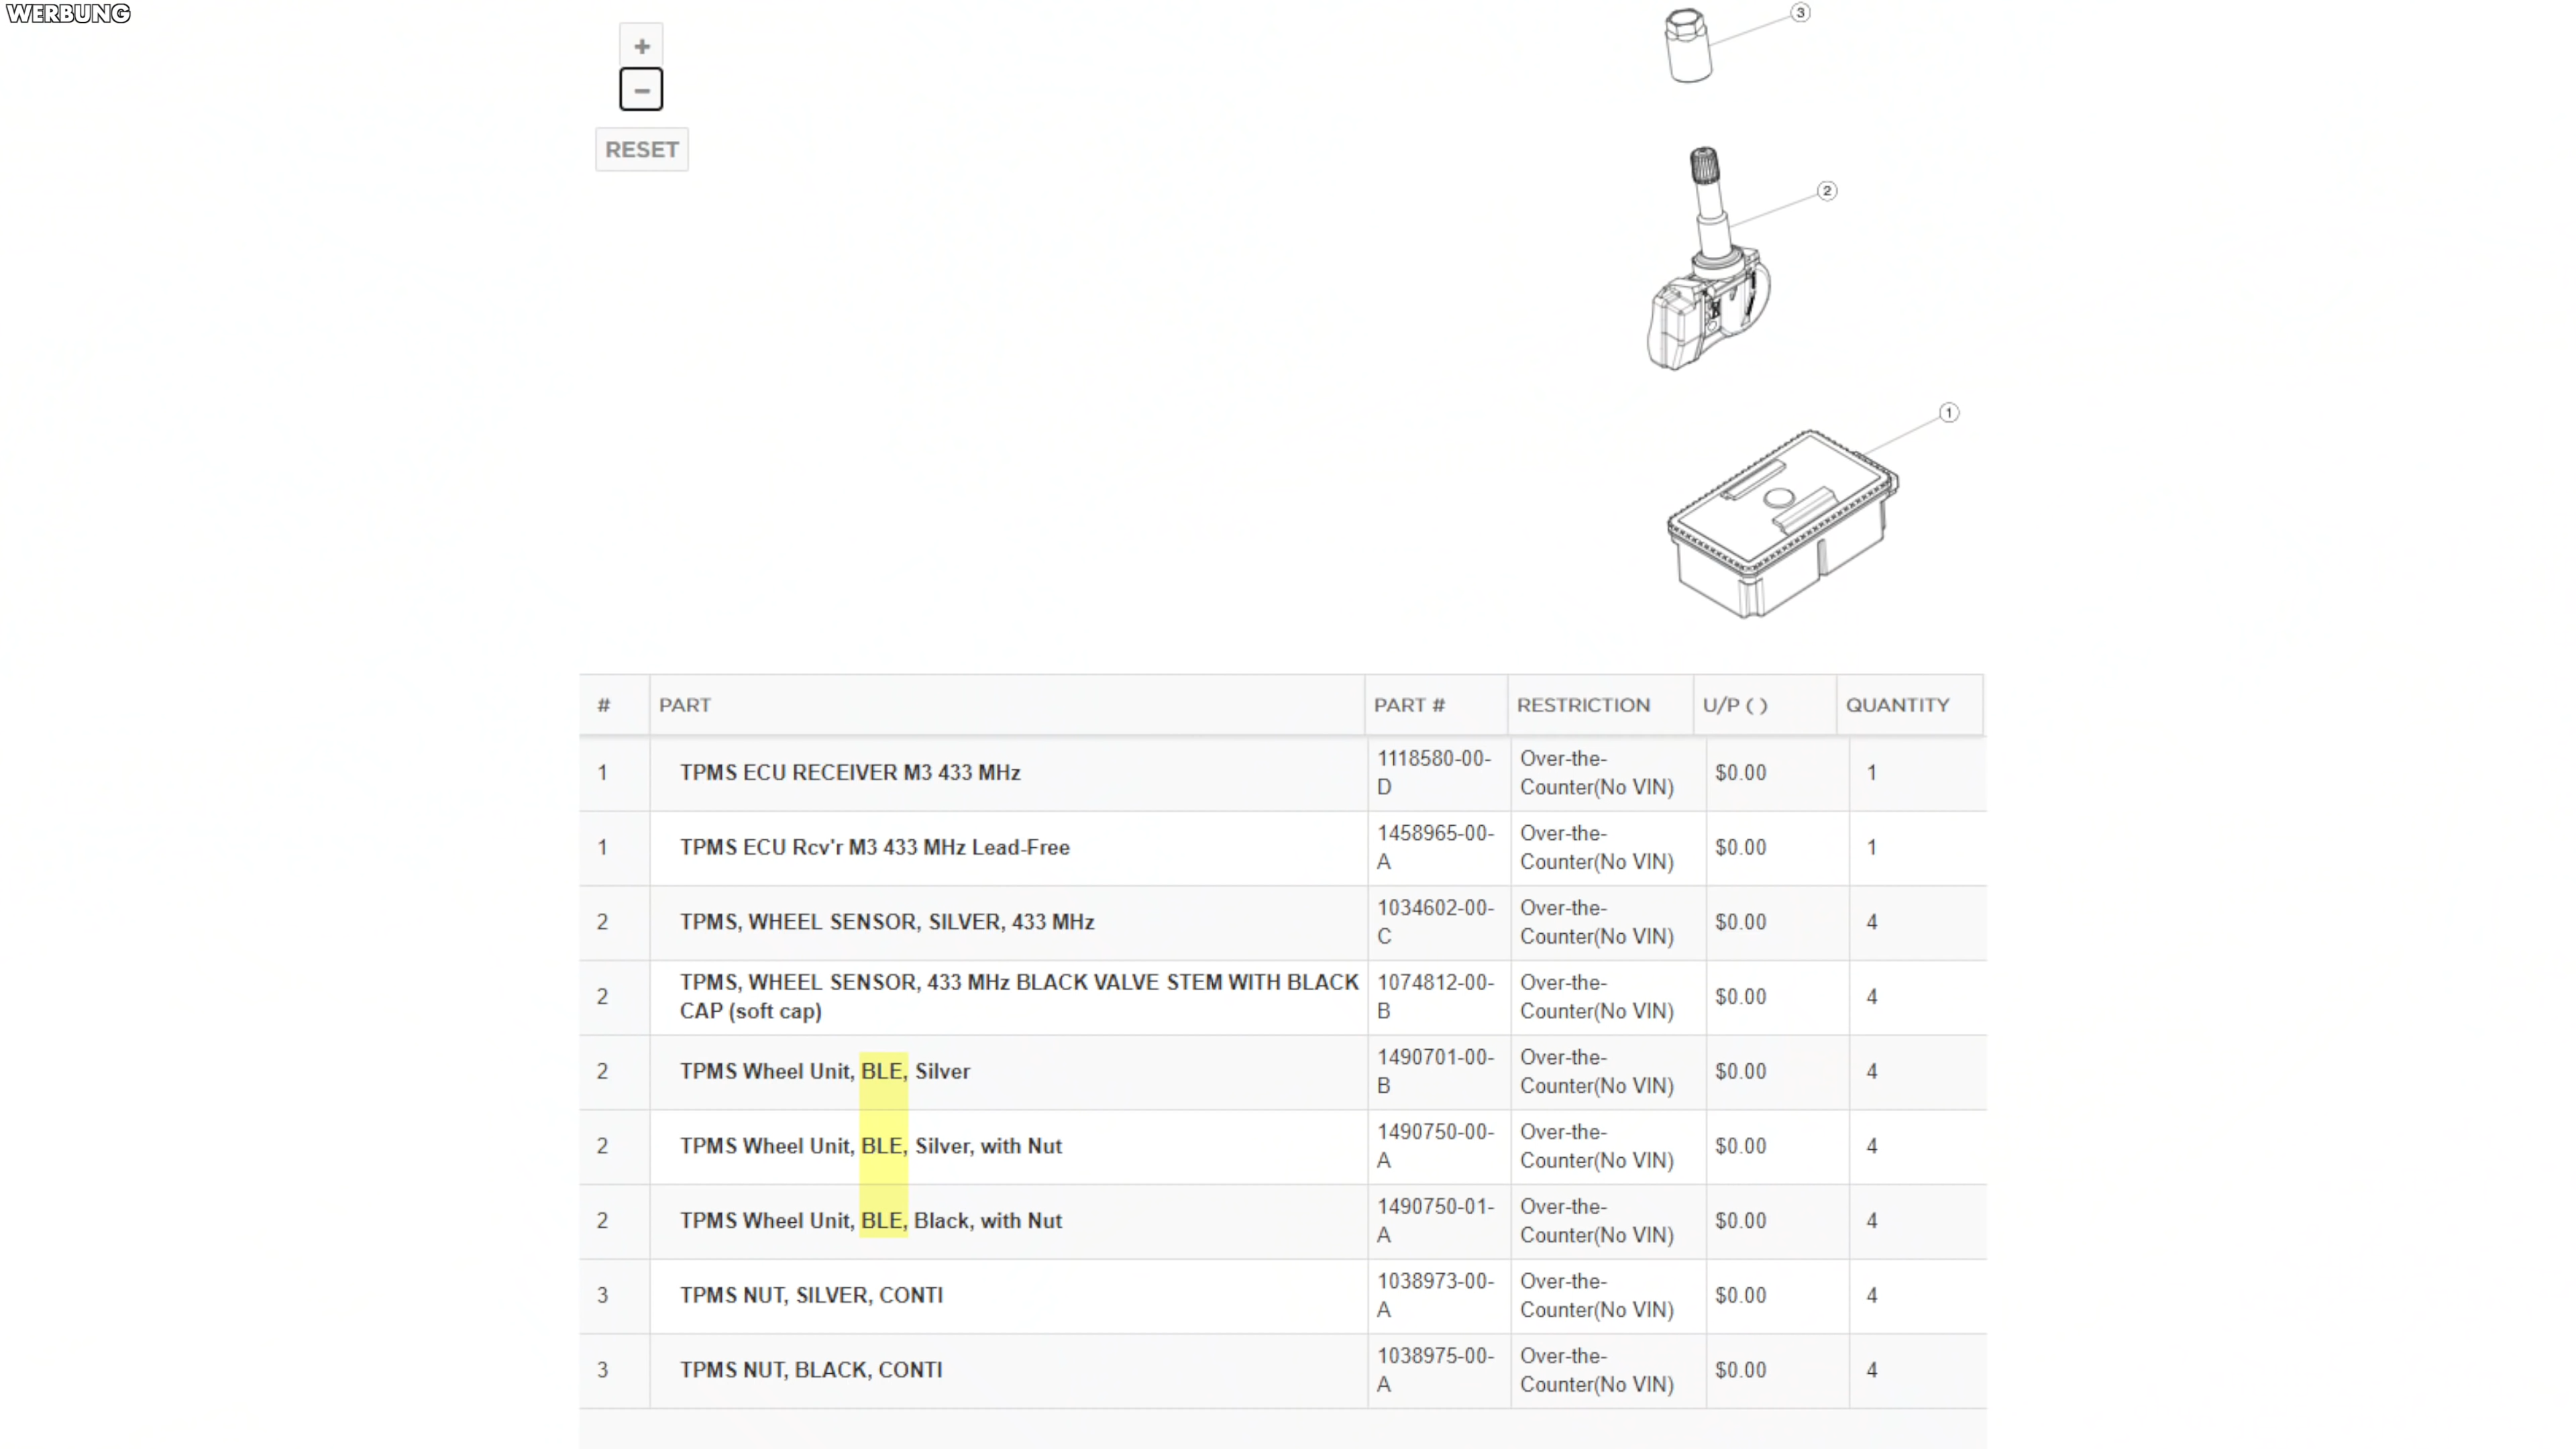 WERBUNG
+
−
RESET
3
2
1
# PART PART # RESTRICTION U/P ( ) QUANTITY
1 TPMS ECU RECEIVER M3 433 MHz 1118580-00-D Over-the-Counter(No VIN) $0.00 1
1 TPMS ECU Rcv'r M3 433 MHz Lead-Free 1458965-00-A Over-the-Counter(No VIN) $0.00 1
2 TPMS, WHEEL SENSOR, SILVER, 433 MHz 1034602-00-C Over-the-Counter(No VIN) $0.00 4
2 TPMS, WHEEL SENSOR, 433 MHz BLACK VALVE STEM WITH BLACK CAP (soft cap) 1074812-00-B Over-the-Counter(No VIN) $0.00 4
2 TPMS Wheel Unit, BLE, Silver 1490701-00-B Over-the-Counter(No VIN) $0.00 4
2 TPMS Wheel Unit, BLE, Silver, with Nut 1490750-00-A Over-the-Counter(No VIN) $0.00 4
2 TPMS Wheel Unit, BLE, Black, with Nut 1490750-01-A Over-the-Counter(No VIN) $0.00 4
3 TPMS NUT, SILVER, CONTI 1038973-00-A Over-the-Counter(No VIN) $0.00 4
3 TPMS NUT, BLACK, CONTI 1038975-00-A Over-the-Counter(No VIN) $0.00 4